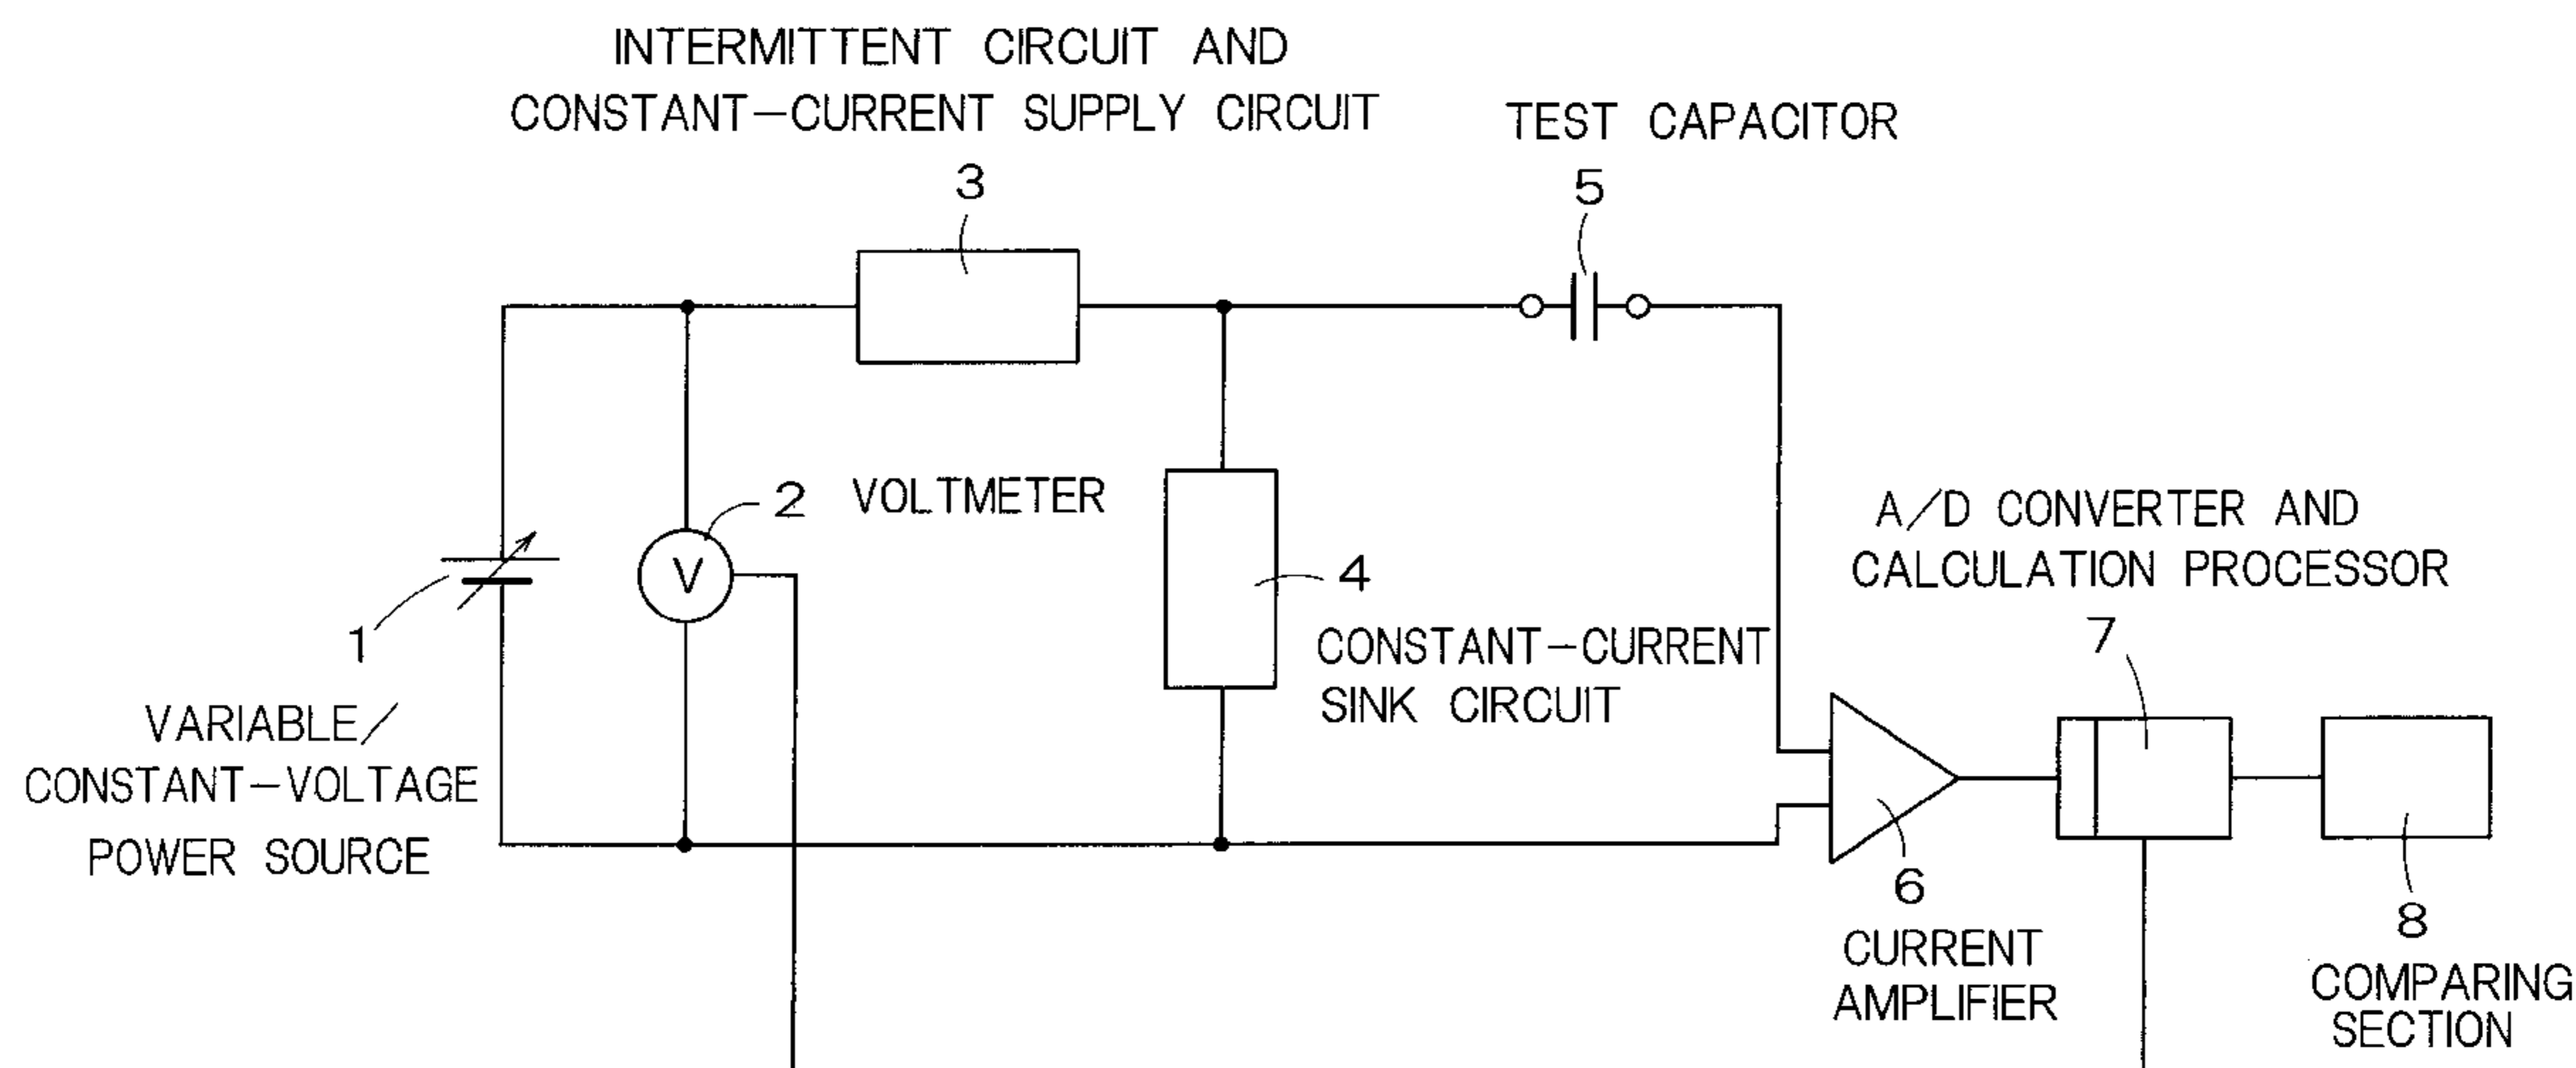 INTERMITTENT CIRCUIT AND
CONSTANT-CURRENT SUPPLY CIRCUIT
3
TEST CAPACITOR
5
2 VOLTMETER
V
1
VARIABLE/
CONSTANT-VOLTAGE
POWER SOURCE
4
CONSTANT-CURRENT
SINK CIRCUIT
A/D CONVERTER AND
CALCULATION PROCESSOR
7
6
CURRENT
AMPLIFIER
8
COMPARING
SECTION